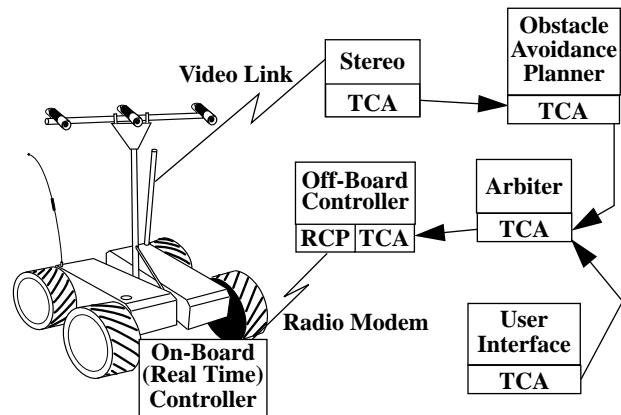 Video Link
Stereo
TCA
Obstacle
Avoidance
Planner
TCA
Off-Board
Controller
RCP TCA
Arbiter
TCA
Radio Modem
User
Interface
TCA
On-Board
(Real Time)
Controller